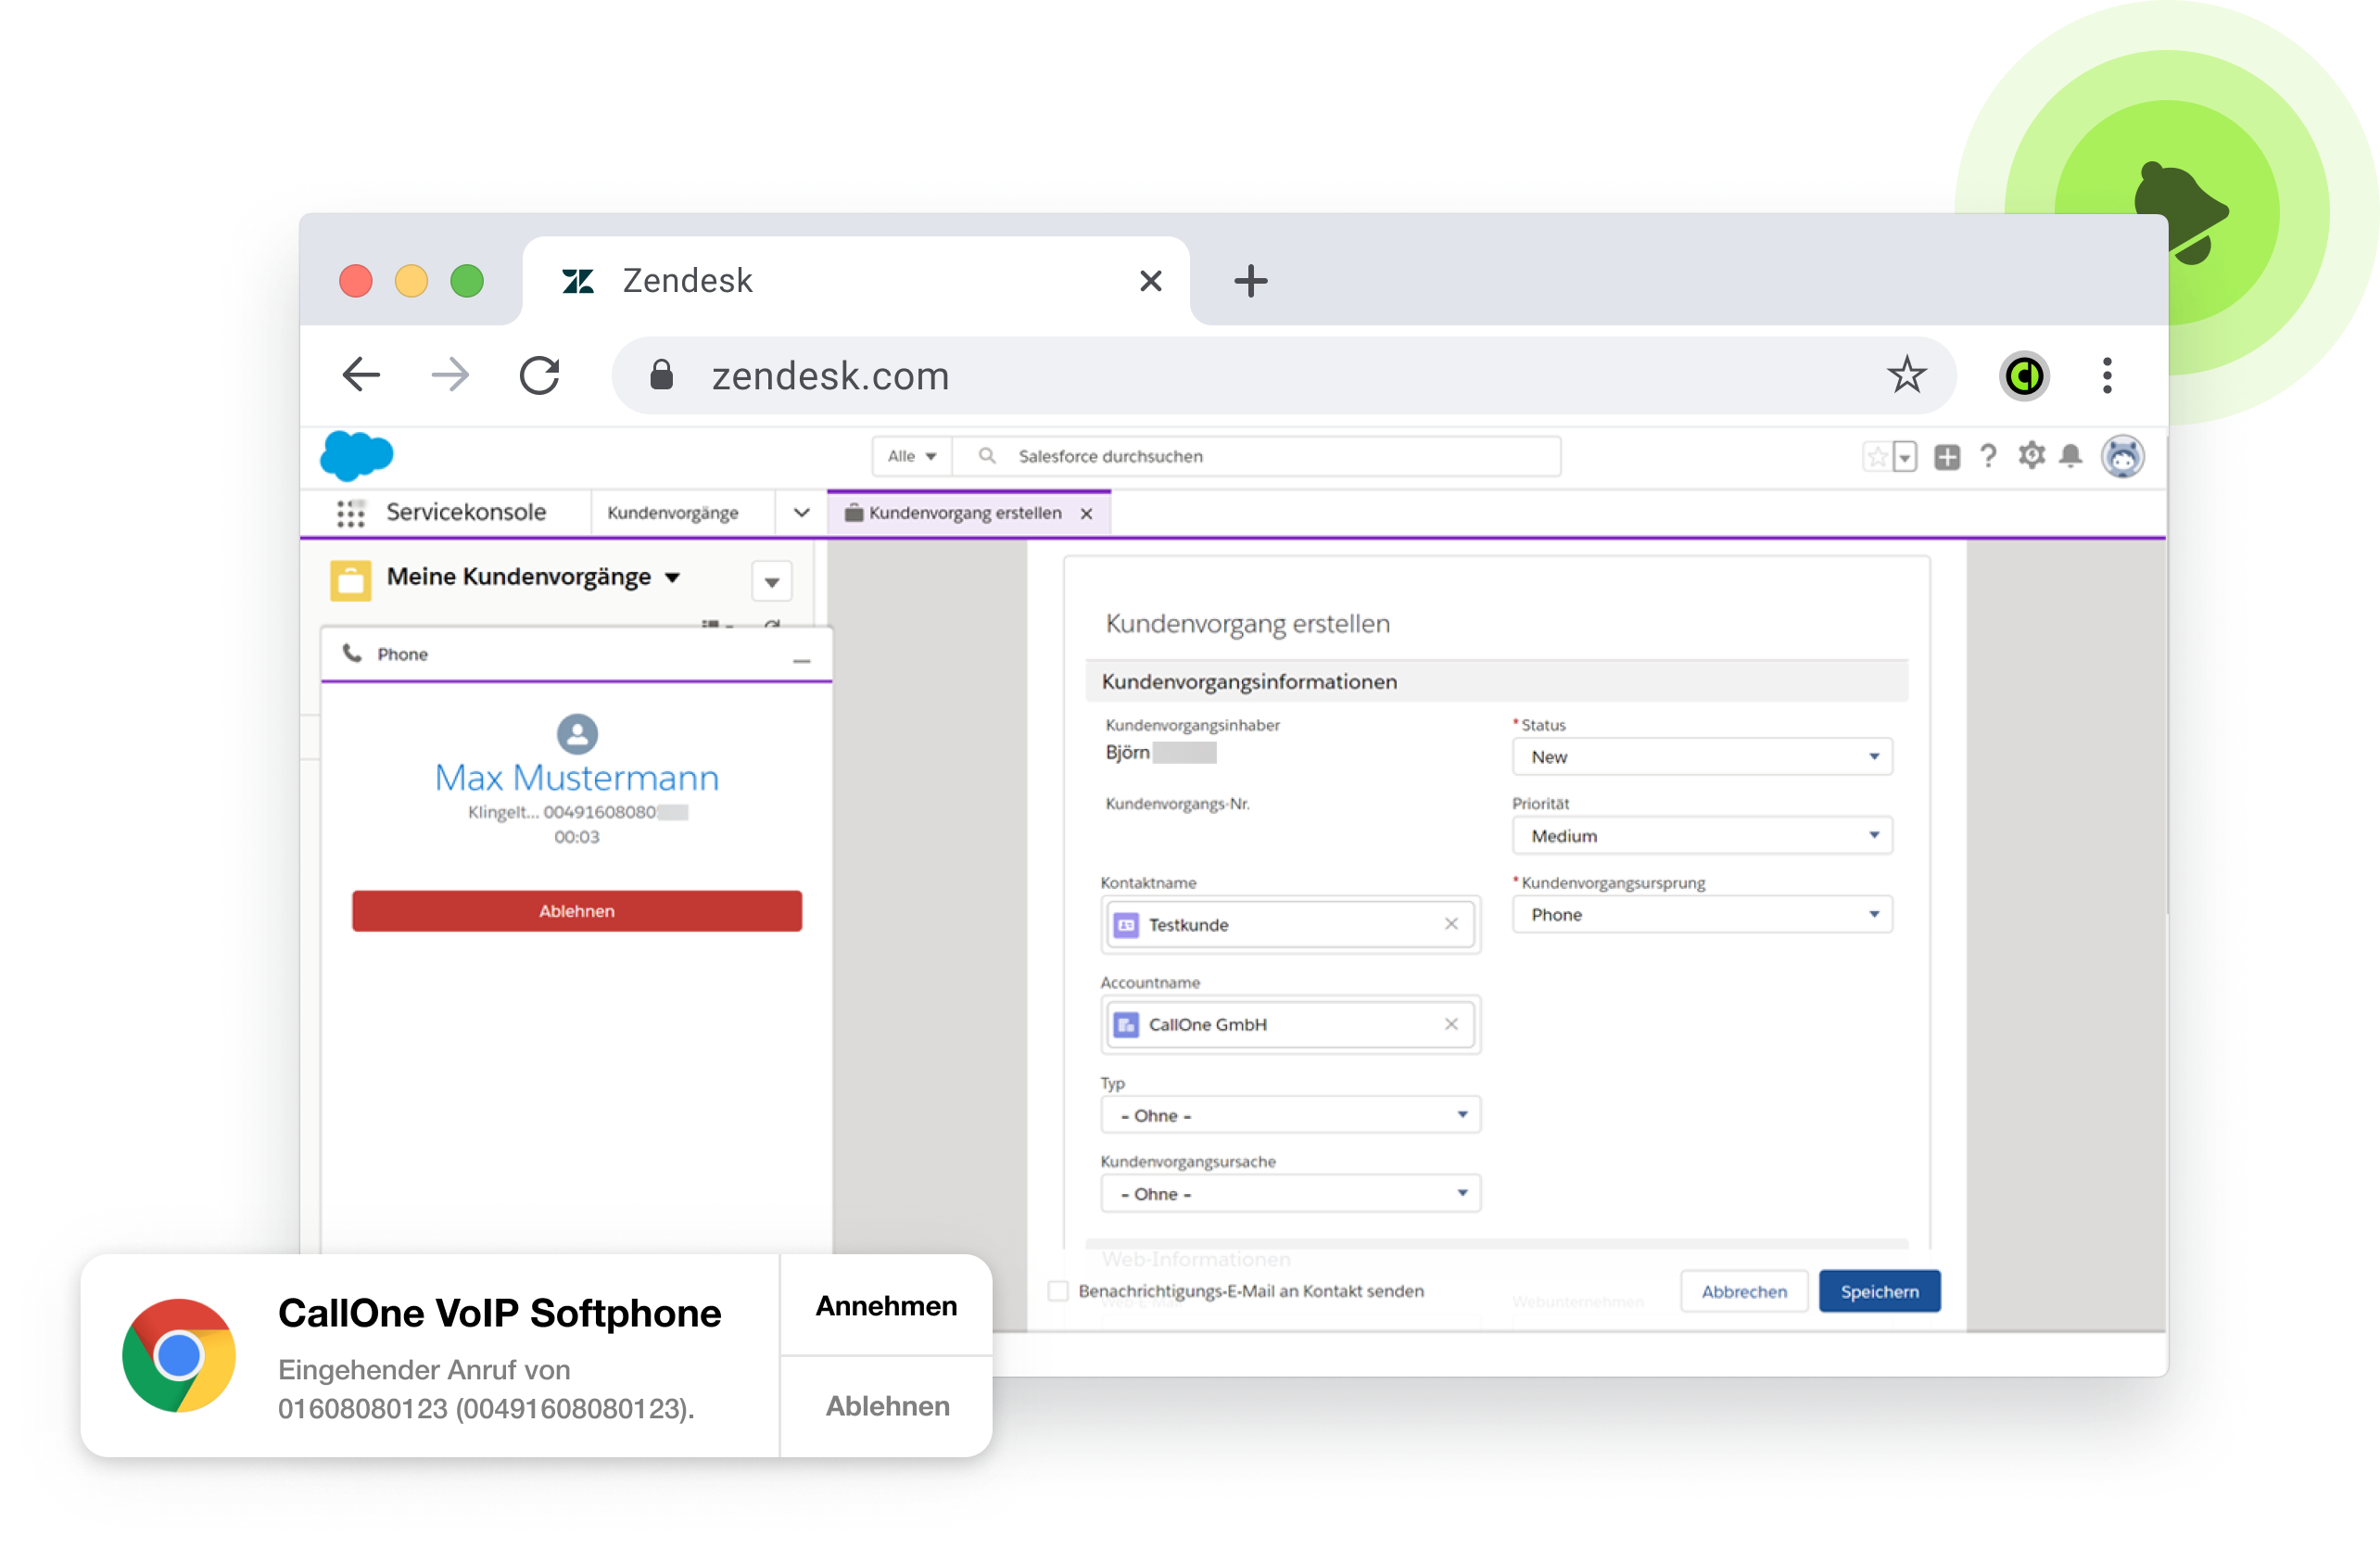 Zendesk
zendesk.com
Alle
Salesforce durchsuchen
Servicekonsole
Kundenvorgänge
Kundenvorgang erstellen
Meine Kundenvorgänge
Phone
Max Mustermann
Klingelt... 00491608080
00:03
Ablehnen
Kundenvorgang erstellen
Kundenvorgangsinformationen
Kundenvorgangsinhaber
Björn
*Status
New
Kundenvorgangs-Nr.
Priorität
Medium
Kontaktname
Testkunde
*Kundenvorgangsursprung
Phone
Accountname
CallOne GmbH
Typ
- Ohne -
Kundenvorgangsursache
- Ohne -
Web-Informationen
Benachrichtigungs-E-Mail an Kontakt senden
Web-E-Mail
Webunternehmen
Abbrechen
Speichern
CallOne VoIP Softphone
Eingehender Anruf von
01608080123 (00491608080123).
Annehmen
Ablehnen